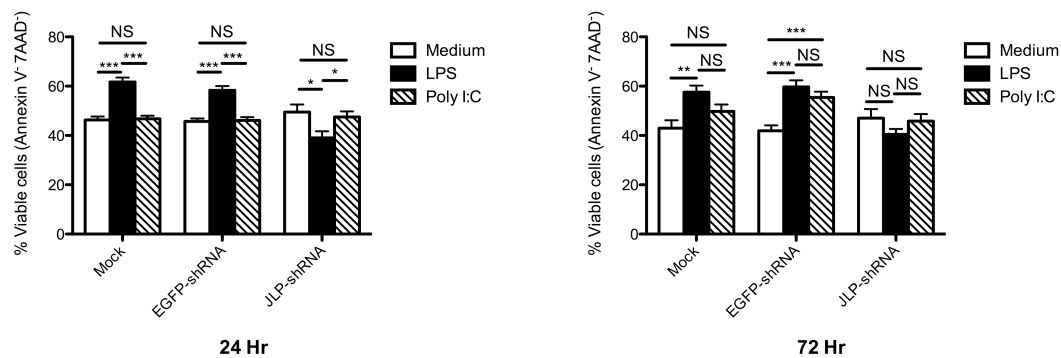 % Viable cells (Annexin V⁻ 7AAD⁻)
80
60
40
20
0
NS
*** ***
NS
*** ***
NS
* *
Mock
EGFP-shRNA
JLP-shRNA
Medium
LPS
Poly I:C
24 Hr
% Viable cells (Annexin V⁻ 7AAD⁻)
80
60
40
20
0
NS
** NS
***
*** NS
NS
NS NS
Mock
EGFP-shRNA
JLP-shRNA
Medium
LPS
Poly I:C
72 Hr